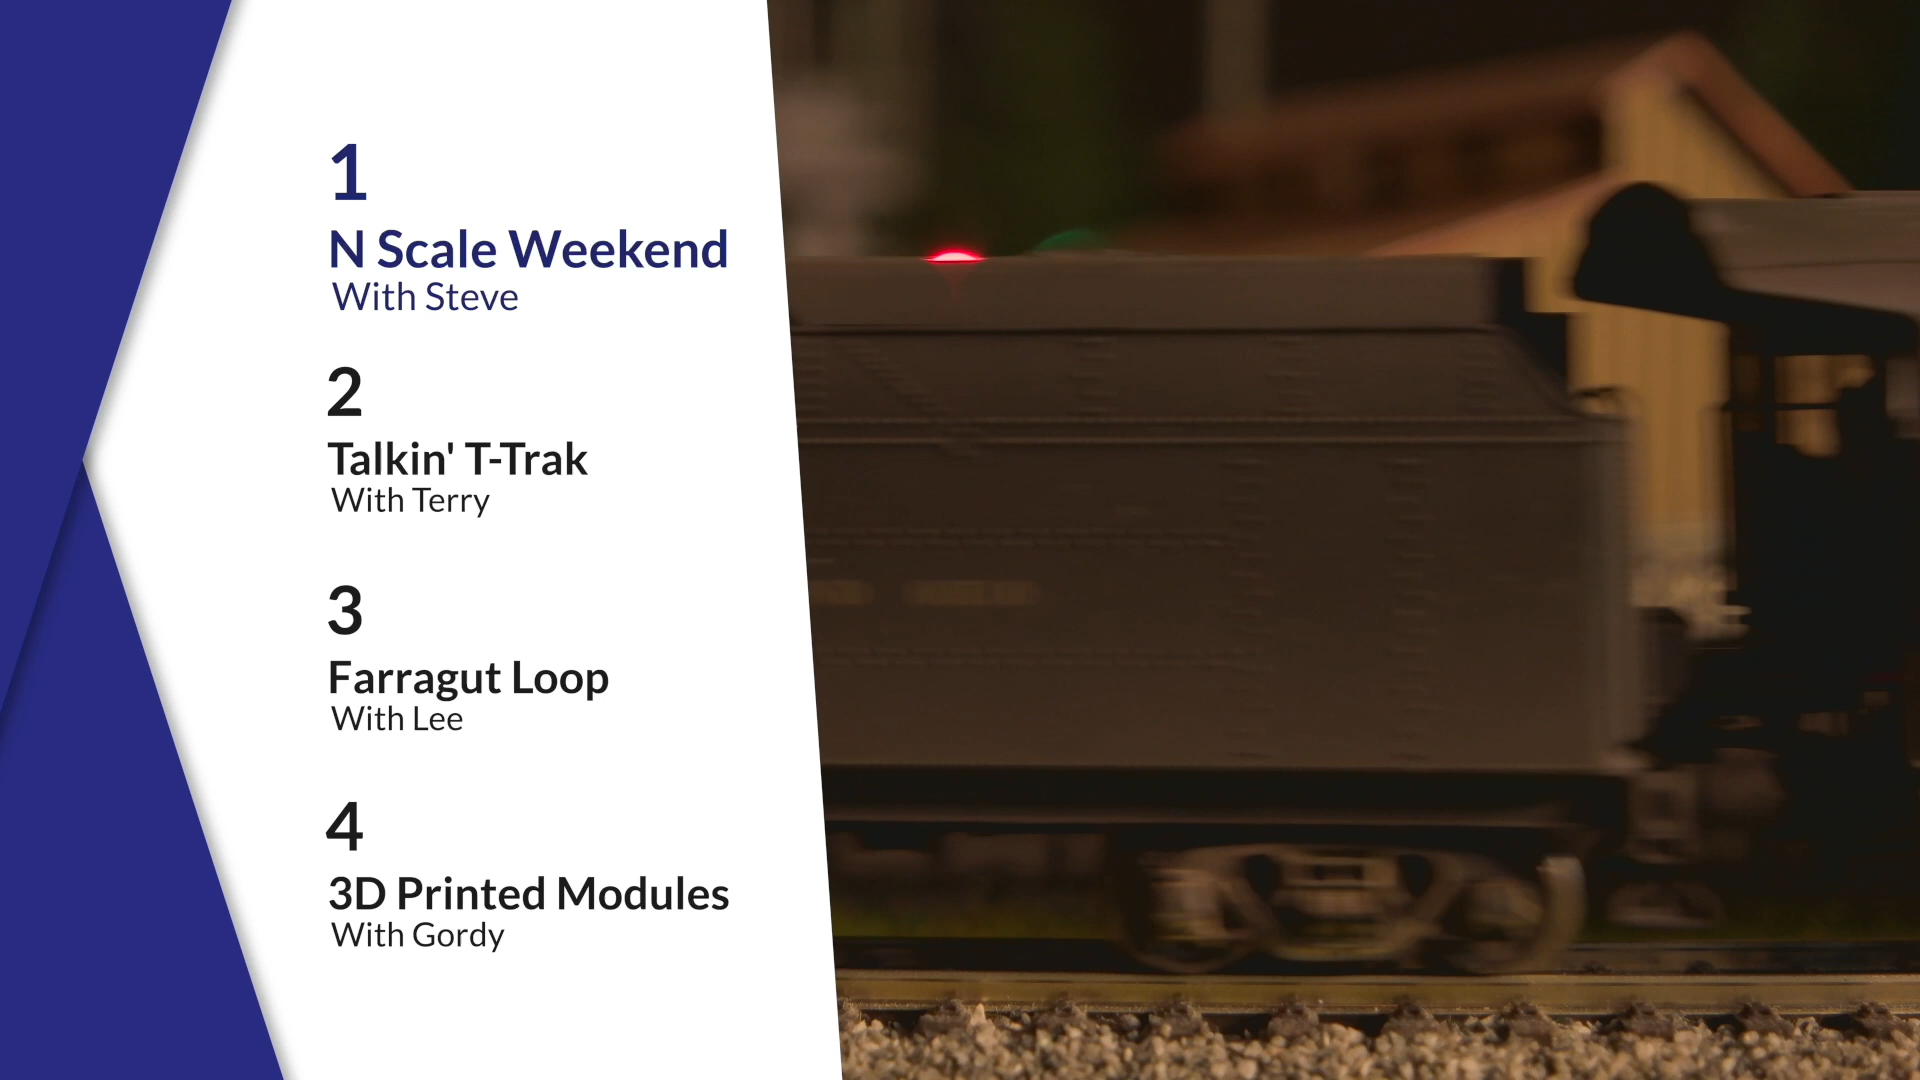 1
N Scale Weekend
With Steve
2
Talkin' T-Trak
With Terry
3
Farragut Loop
With Lee
4
3D Printed Modules
With Gordy